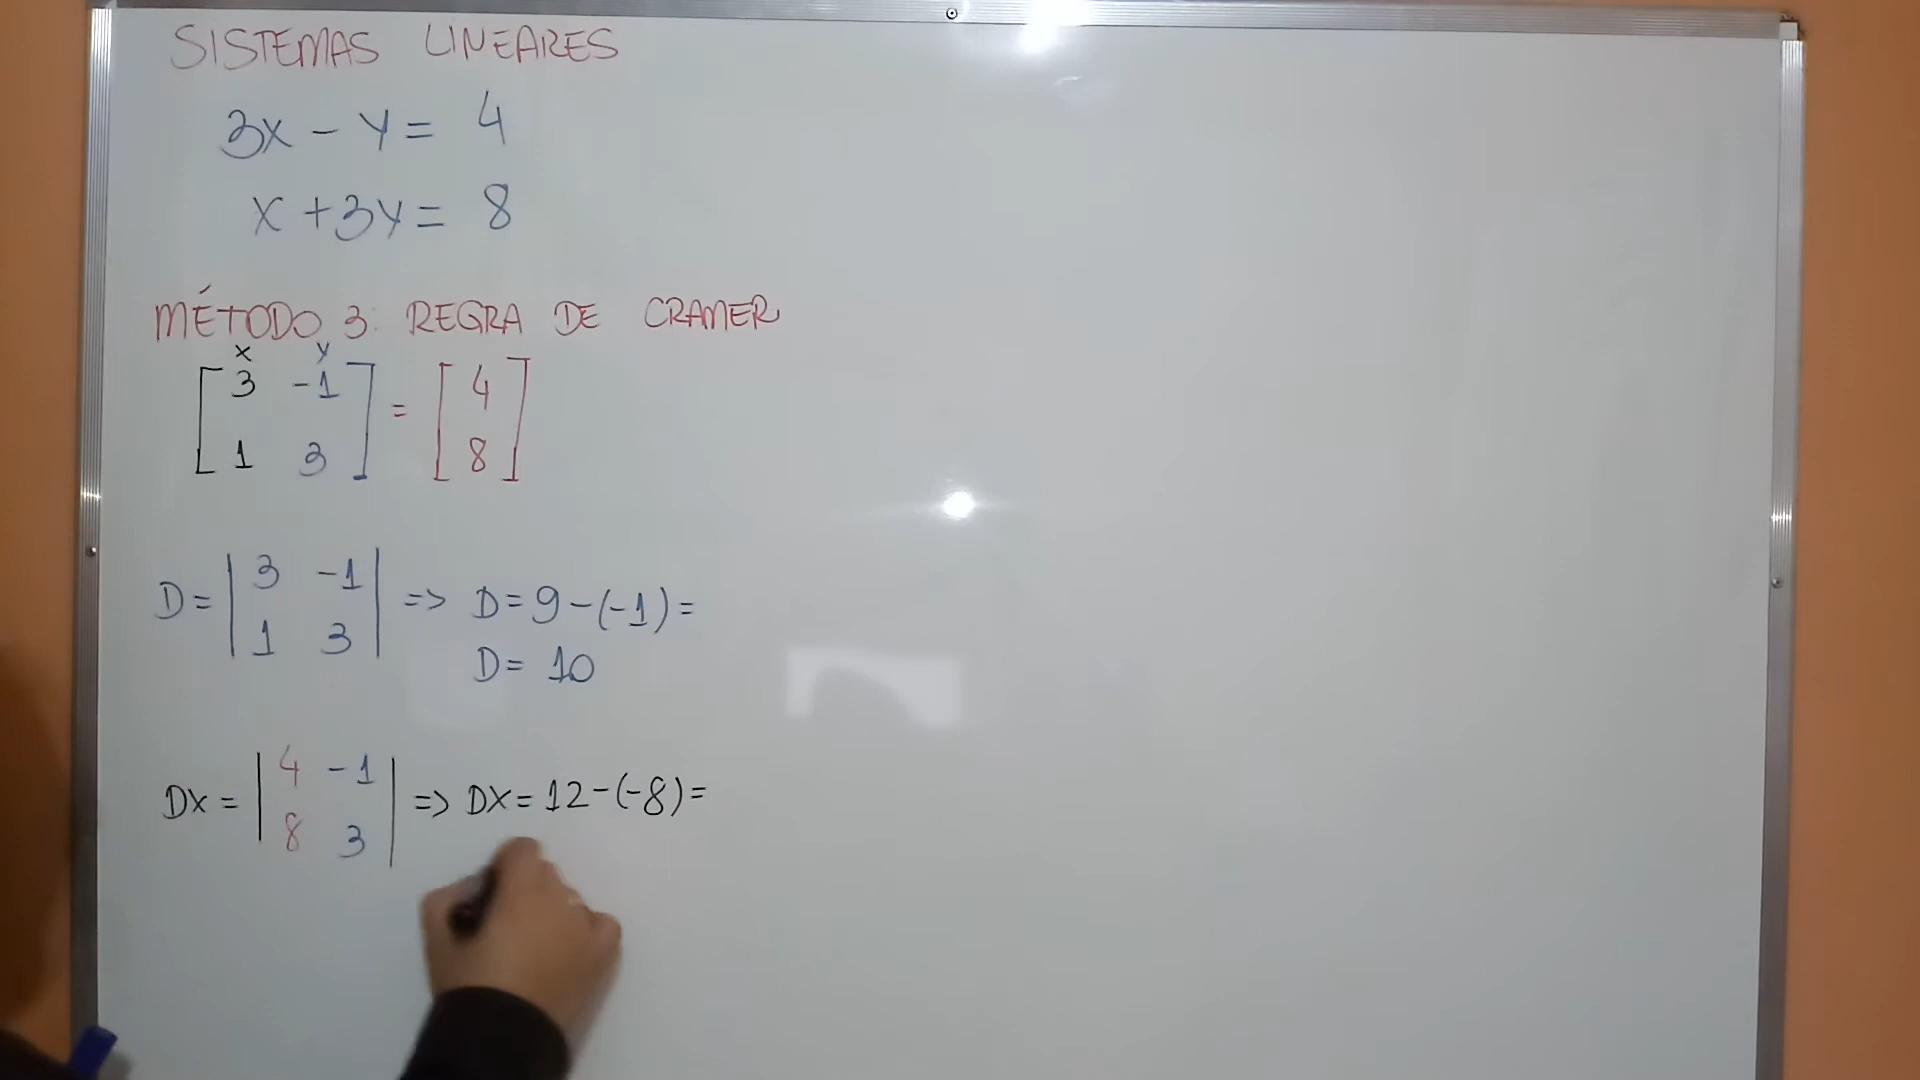 SISTEMAS LINEARES
3x - y = 4
x + 3y = 8
MÉTODO 3: REGRA DE CRAMER
x y
[3 -1] = [4]
[1 3] [8]
D = |3 -1| => D = 9 - (-1) =
|1 3|
D = 10
Dx = |4 -1| => Dx = 12 - (-8) =
|8 3|